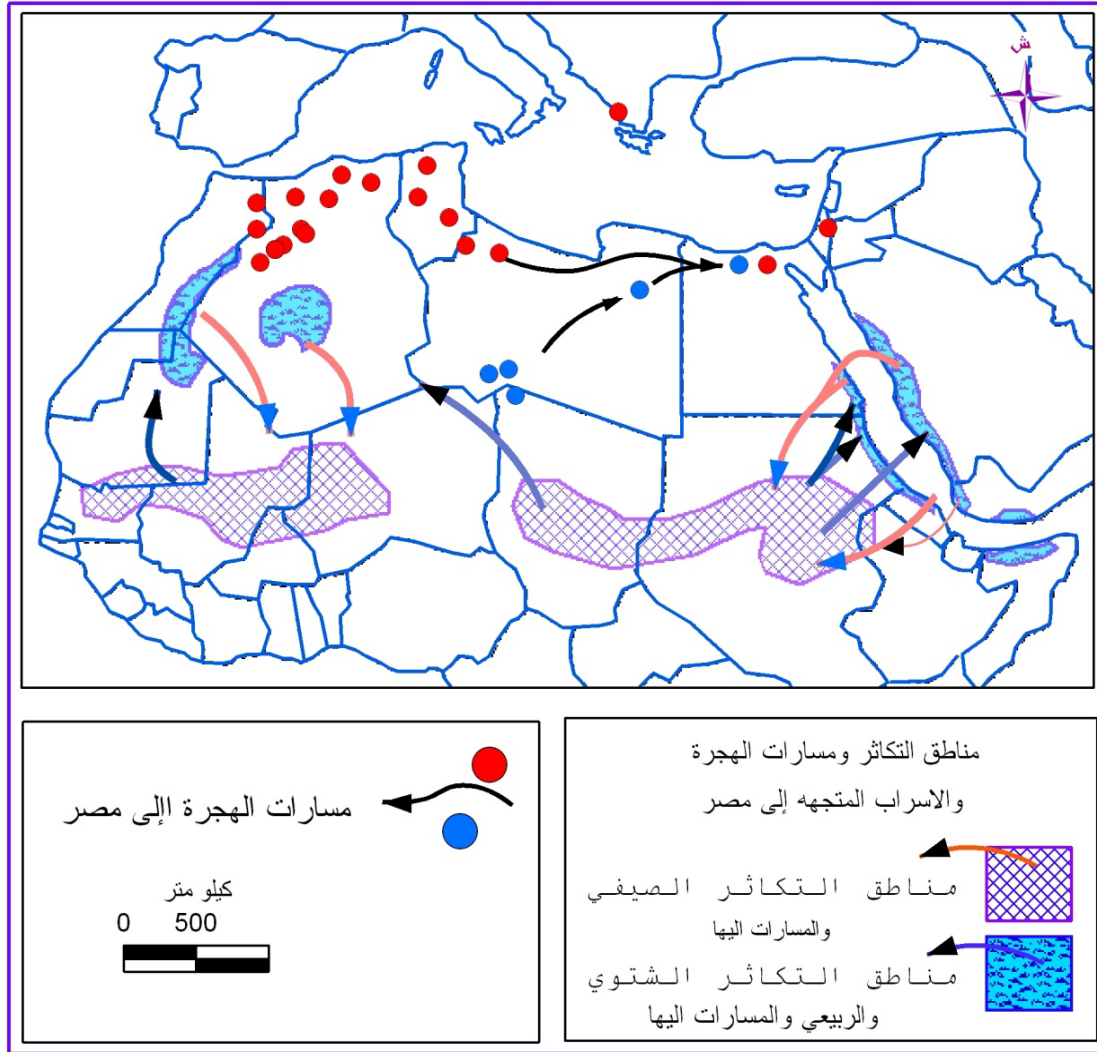 ش
مناطق التكاثر ومسارات الهجرة
والاسراب المتجهه إلى مصر
مناطق التكاثر الصيفي
والمسارات اليها
مناطق التكاثر الشتوي
والربيعي والمسارات اليها
مسارات الهجرة اإلى مصر
كيلو متر
0 500